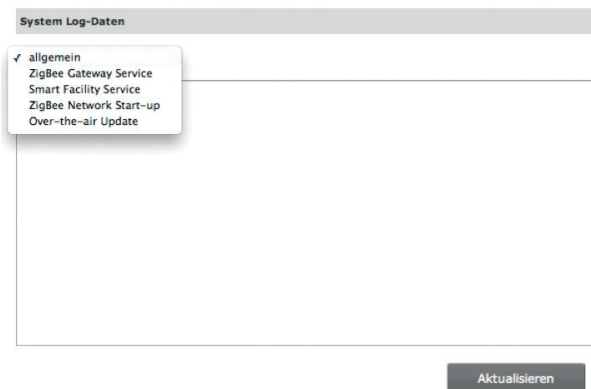 System Log-Daten
✓ allgemein
ZigBee Gateway Service
Smart Facility Service
ZigBee Network Start-up
Over-the-air Update
Aktualisieren